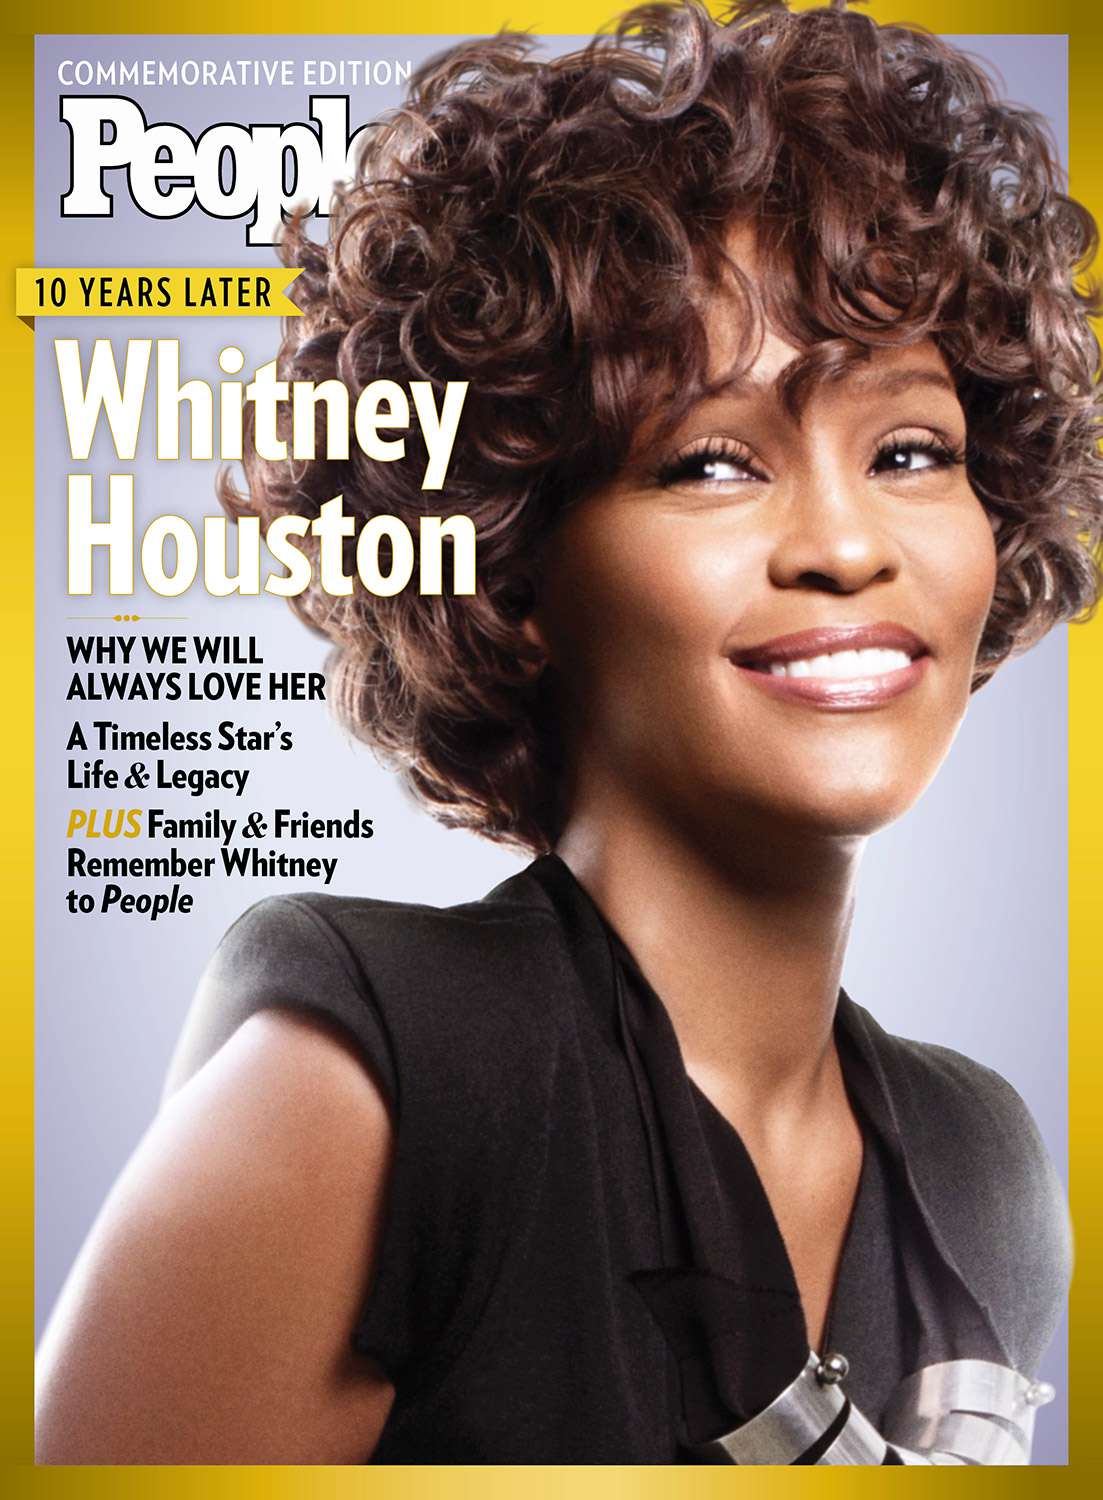 COMMEMORATIVE EDITION
People
10 YEARS LATER
Whitney
Houston
WHY WE WILL
ALWAYS LOVE HER
A Timeless Star's
Life & Legacy
PLUS Family & Friends
Remember Whitney
to People